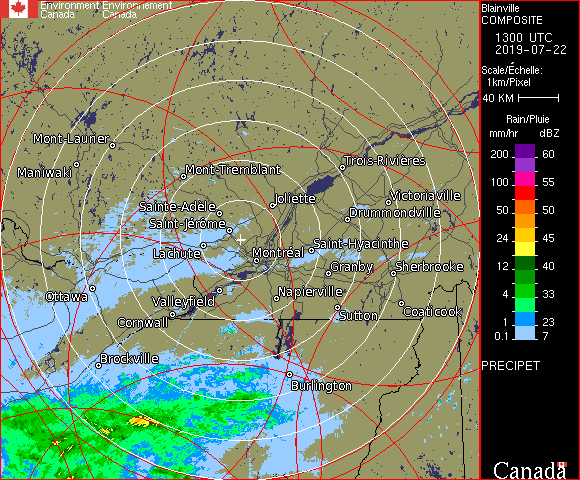 Environment Environnement
Canada Canada
Blainville
COMPOSITE
1300 UTC
2019-07-22
Scale/Échelle:
1km/Pixel
40 KM
Rain/Pluie
mm/hr dBZ
200 60
100 55
50 50
24 45
12 40
4 33
1 23
0.1 7
PRECIPET
Canada
Mont-Laurier
Maniwaki
Mont-Tremblant
Trois-Rivières
Sainte-Adèle
Joliette
Victoriaville
Saint-Jérôme
Drummondville
Lachute
Montréal
Saint-Hyacinthe
Granby
Sherbrooke
Ottawa
Valleyfield
Napierville
Cornwall
Sutton
Coaticook
Brockville
Burlington